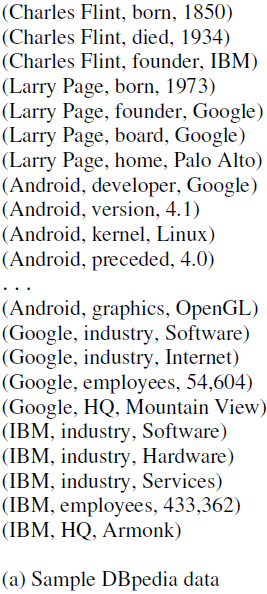 (Charles Flint, born, 1850)
(Charles Flint, died, 1934)
(Charles Flint, founder, IBM)
(Larry Page, born, 1973)
(Larry Page, founder, Google)
(Larry Page, board, Google)
(Larry Page, home, Palo Alto)
(Android, developer, Google)
(Android, version, 4.1)
(Android, kernel, Linux)
(Android, preceded, 4.0)
. . .
(Android, graphics, OpenGL)
(Google, industry, Software)
(Google, industry, Internet)
(Google, employees, 54,604)
(Google, HQ, Mountain View)
(IBM, industry, Software)
(IBM, industry, Hardware)
(IBM, industry, Services)
(IBM, employees, 433,362)
(IBM, HQ, Armonk)
(a) Sample DBpedia data